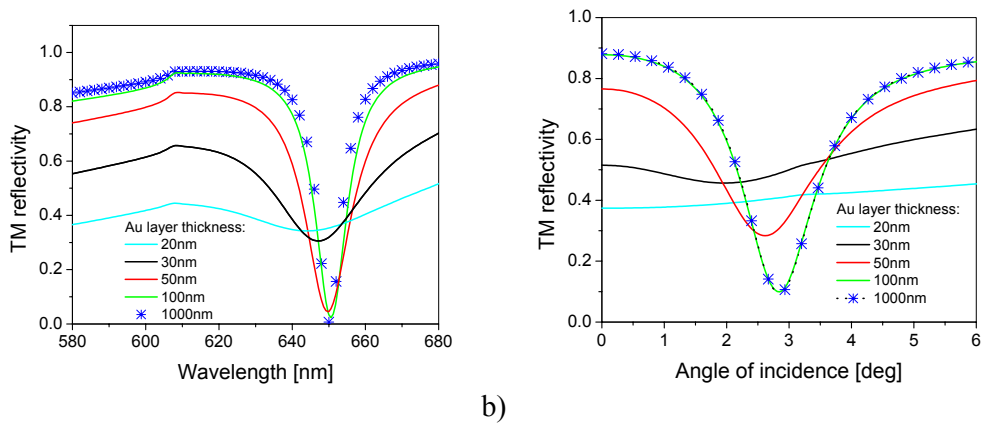 TM reflectivity
1.0
0.8
0.6
0.4
0.2
0.0
Au layer thickness:
20nm
30nm
50nm
100nm
1000nm
580 600 620 640 660 680
Wavelength [nm]
TM reflectivity
1.0
0.8
0.6
0.4
0.2
0.0
Au layer thickness:
20nm
30nm
50nm
100nm
1000nm
0 1 2 3 4 5 6
Angle of incidence [deg]
b)